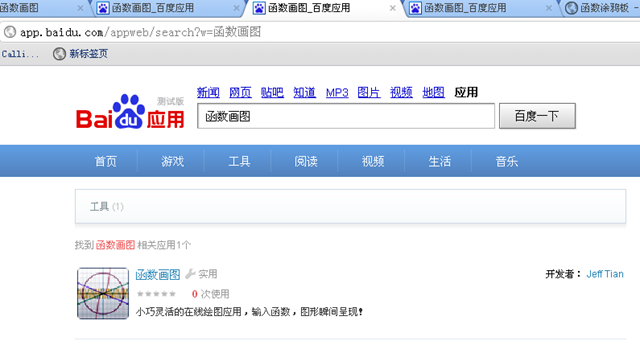 函数画图 函数画图_百度应用 函数画图_百度应用 函数画图_百度应用 函数涂鸦板 -
app.baidu.com/appweb/search?w=函数画图
Calli... 新标签页
测试版
Bai du 应用
新闻 网页 贴吧 知道 MP3 图片 视频 地图 应用
函数画图 百度一下
首页 游戏 工具 阅读 视频 生活 音乐
工具 (1)
找到 函数画图 相关应用1个
函数画图 实用 开发者： Jeff Tian
0 次使用
小巧灵活的在线绘图应用，输入函数，图形瞬间呈现！